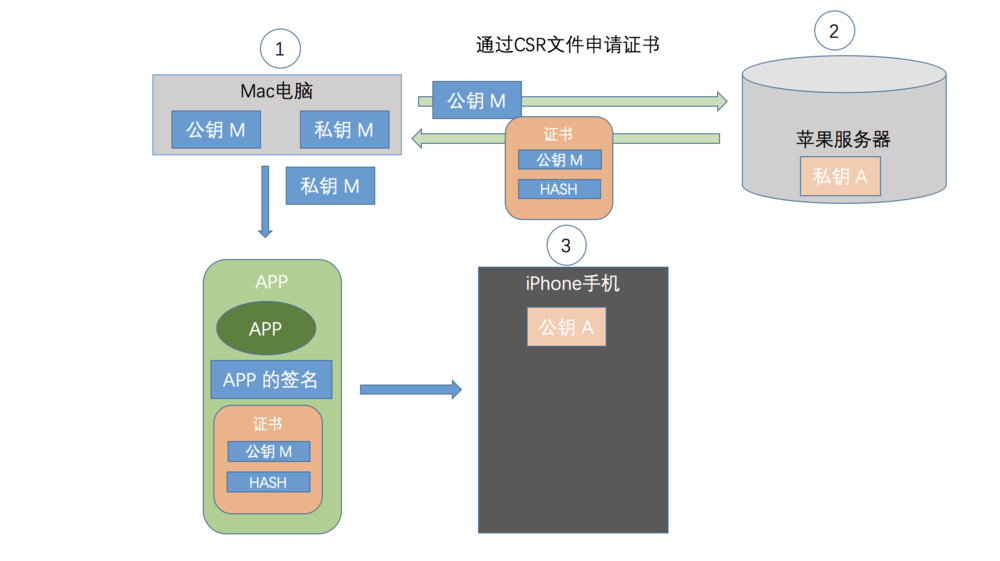 1
Mac电脑
公钥 M
私钥 M
通过CSR文件申请证书
公钥 M
证书
公钥 M
HASH
2
苹果服务器
私钥 A
私钥 M
APP
APP
APP 的签名
证书
公钥 M
HASH
3
iPhone手机
公钥 A